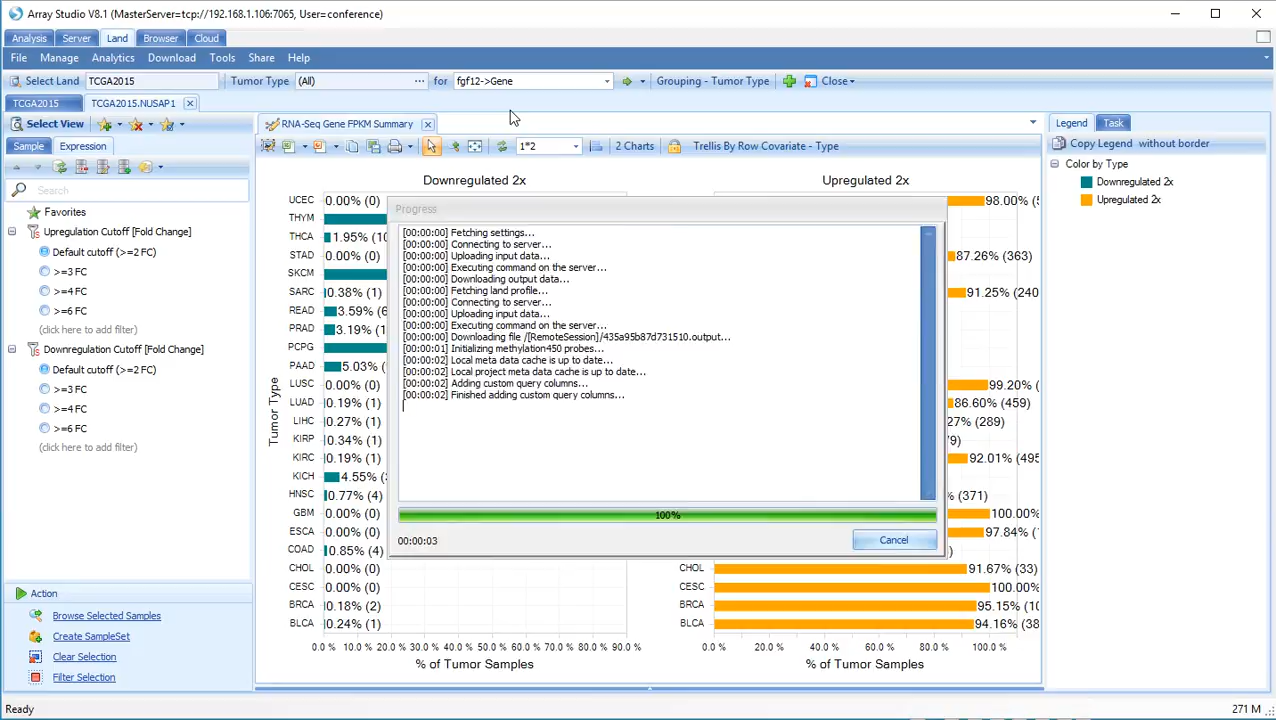 Array Studio V8.1 (MasterServer=tcp://192.168.1.106:7065, User=conference)
Analysis Server Land Browser Cloud
File Manage Analytics Download Tools Share Help
Select Land TCGA2015 Tumor Type (All) ... for fgf12->Gene Grouping - Tumor Type Close
TCGA2015 TCGA2015.NUSAP1
Select View
Sample Expression
Search
Favorites
Upregulation Cutoff [Fold Change]
Default cutoff (>=2 FC)
>=3 FC
>=4 FC
>=6 FC
(click here to add filter)
Downregulation Cutoff [Fold Change]
Default cutoff (>=2 FC)
>=3 FC
>=4 FC
>=6 FC
(click here to add filter)
Action
Browse Selected Samples
Create SampleSet
Clear Selection
Filter Selection
RNA-Seq Gene FPKM Summary
1*2 2 Charts Trellis By Row Covariate - Type
Downregulated 2x
Tumor Type
UCEC 0.00% (0)
THYM
THCA 1.95% (10
STAD
SKCM
SARC 0.38% (1)
READ 3.59% (6
PRAD 3.19% (1
PCPG
PAAD 5.03% (
LUSC 0.00% (0)
LUAD 0.19% (1)
LIHC 0.27% (1)
KIRP 0.34% (1)
KIRC 0.19% (1)
KICH 4.55% (
HNSC 0.77% (4)
GBM 0.00% (0)
ESCA 0.00% (0)
COAD 0.85% (4)
CHOL 0.00% (0)
CESC 0.00% (0)
BRCA 0.18% (2)
BLCA 0.24% (1)
0.0 % 10.0 % 20.0 % 30.0 % 40.0 % 50.0 % 60.0 % 70.0 % 80.0 % 90.0 %
% of Tumor Samples
Upregulated 2x
98.00% (5
87.26% (363)
91.25% (240
99.20% (
86.60% (459)
27% (289)
79)
92.01% (495
(371)
100.00%
97.84% (1
)
CHOL 91.67% (33)
CESC 100.00%
BRCA 95.15% (10
BLCA 94.16% (38
0.0 % 20.0 % 40.0 % 60.0 % 80.0 % 100.0 %
% of Tumor Samples
Progress
[00:00:00] Fetching settings...
[00:00:00] Connecting to server...
[00:00:00] Uploading input data...
[00:00:00] Executing command on the server...
[00:00:00] Downloading output data...
[00:00:00] Fetching land profile...
[00:00:00] Connecting to server...
[00:00:00] Uploading input data...
[00:00:00] Executing command on the server...
[00:00:00] Downloading file /[RemoteSession]/435a95b87d731510.output...
[00:00:01] Initializing methylation450 probes...
[00:00:02] Local meta data cache is up to date...
[00:00:02] Local project meta data cache is up to date...
[00:00:02] Adding custom query columns...
[00:00:02] Finished adding custom query columns...
100%
00:00:03
Cancel
Legend Task
Copy Legend without border
Color by Type
Downregulated 2x
Upregulated 2x
Ready
271 M